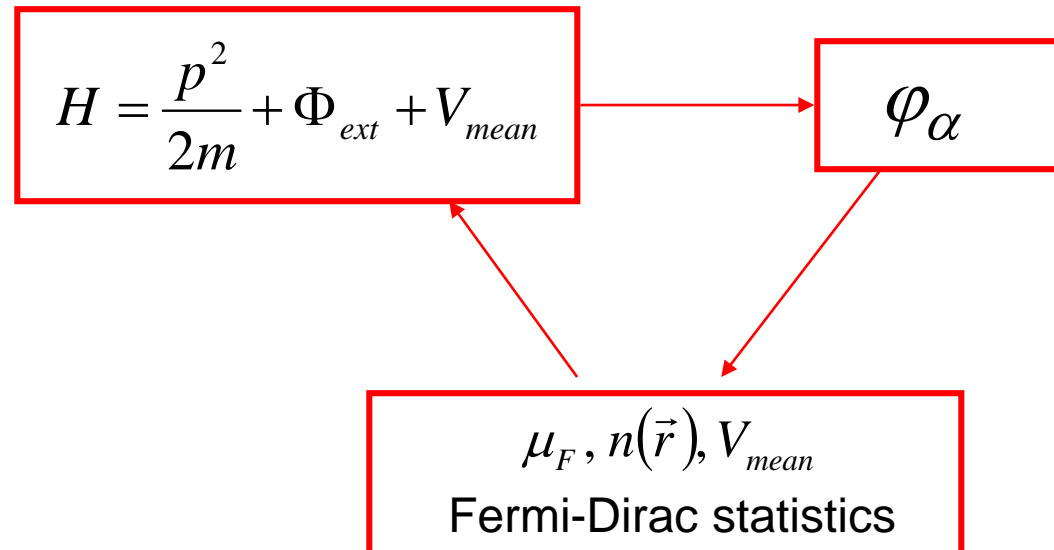 H = p²/2m + Φ_ext + V_mean
φ_α
μ_F , n(r⃗), V_mean
Fermi-Dirac statistics